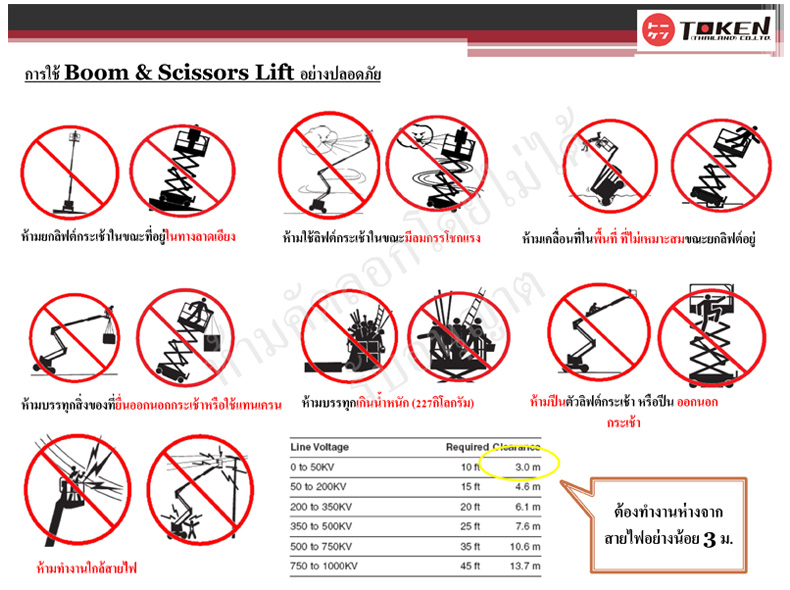 TOKEN
(THAILAND) CO.,LTD.
การใช้ Boom & Scissors Lift อย่างปลอดภัย
ห้ามยกลิฟต์กระเช้าในขณะที่อยู่ในทางลาดเอียง
ห้ามใช้ลิฟต์กระเช้าในขณะมีลมกรรโชกแรง
ห้ามเคลื่อนที่ในพื้นที่ ที่ไม่เหมาะสมขณะยกลิฟต์อยู่
ห้ามบรรทุกสิ่งของที่ยื่นออกนอกกระเช้าหรือใช้แทนเครน
ห้ามบรรทุกเกินน้ำหนัก (227กิโลกรัม)
ห้ามปีนตัวลิฟต์กระเช้า หรือปีน ออกนอก
กระเช้า
ห้ามทำงานใกล้สายไฟ
Line Voltage Required Clearance
0 to 50KV 10 ft 3.0 m
50 to 200KV 15 ft 4.6 m
200 to 350KV 20 ft 6.1 m
350 to 500KV 25 ft 7.6 m
500 to 750KV 35 ft 10.6 m
750 to 1000KV 45 ft 13.7 m
ต้องทำงานห่างจาก
สายไฟอย่างน้อย 3 ม.
ห้ามคัดลอกโดยไม่ได้
รับอนุญาต